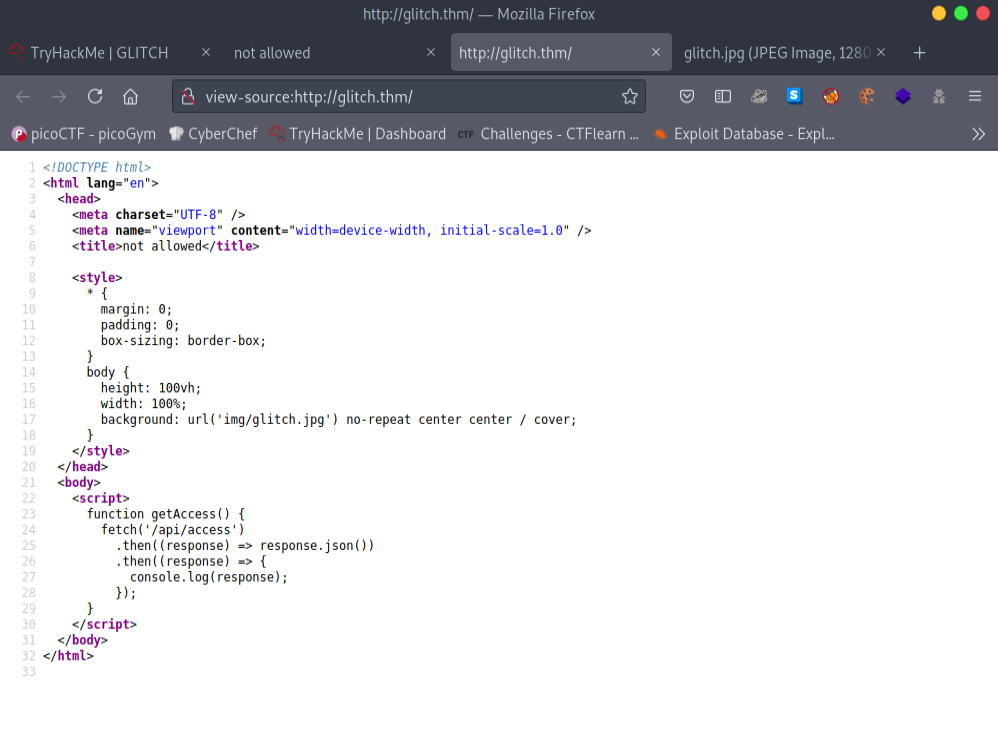 http://glitch.thm/ — Mozilla Firefox
TryHackMe | GLITCH × not allowed × http://glitch.thm/ × glitch.jpg (JPEG Image, 1280 × +
view-source:http://glitch.thm/
picoCTF - picoGym CyberChef TryHackMe | Dashboard CTF Challenges - CTFlearn ... Exploit Database - Expl...
1 <!DOCTYPE html>
2 <html lang="en">
3   <head>
4     <meta charset="UTF-8" />
5     <meta name="viewport" content="width=device-width, initial-scale=1.0" />
6     <title>not allowed</title>
7
8     <style>
9       * {
10         margin: 0;
11         padding: 0;
12         box-sizing: border-box;
13       }
14       body {
15         height: 100vh;
16         width: 100%;
17         background: url('img/glitch.jpg') no-repeat center center / cover;
18       }
19     </style>
20   </head>
21   <body>
22     <script>
23       function getAccess() {
24         fetch('/api/access')
25           .then((response) => response.json())
26           .then((response) => {
27             console.log(response);
28           });
29       }
30     </script>
31   </body>
32 </html>
33